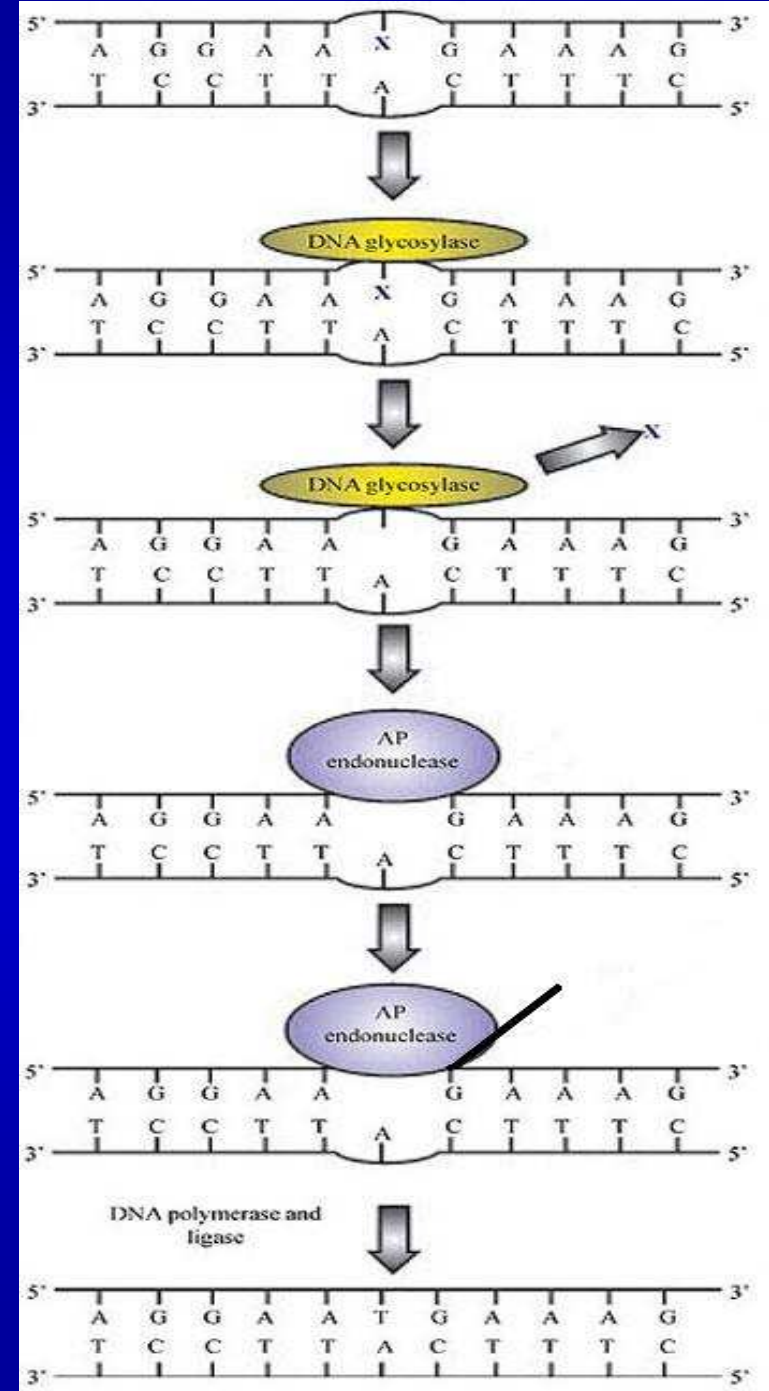 5' 3'
A G G A A X G A A A G
T C C T T A C T T T C
3' 5'
DNA glycosylase
5' 3'
A G G A A X G A A A G
T C C T T A C T T T C
3' 5'
X
DNA glycosylase
5' 3'
A G G A A G A A A G
T C C T T A C T T T C
3' 5'
AP
endonuclease
5' 3'
A G G A A G A A A G
T C C T T A C T T T C
3' 5'
AP
endonuclease
5' 3'
A G G A A G A A A G
T C C T T A C T T T C
3' 5'
DNA polymerase and
ligase
5' 3'
A G G A A T G A A A G
T C C T T A C T T T C
3' 5'